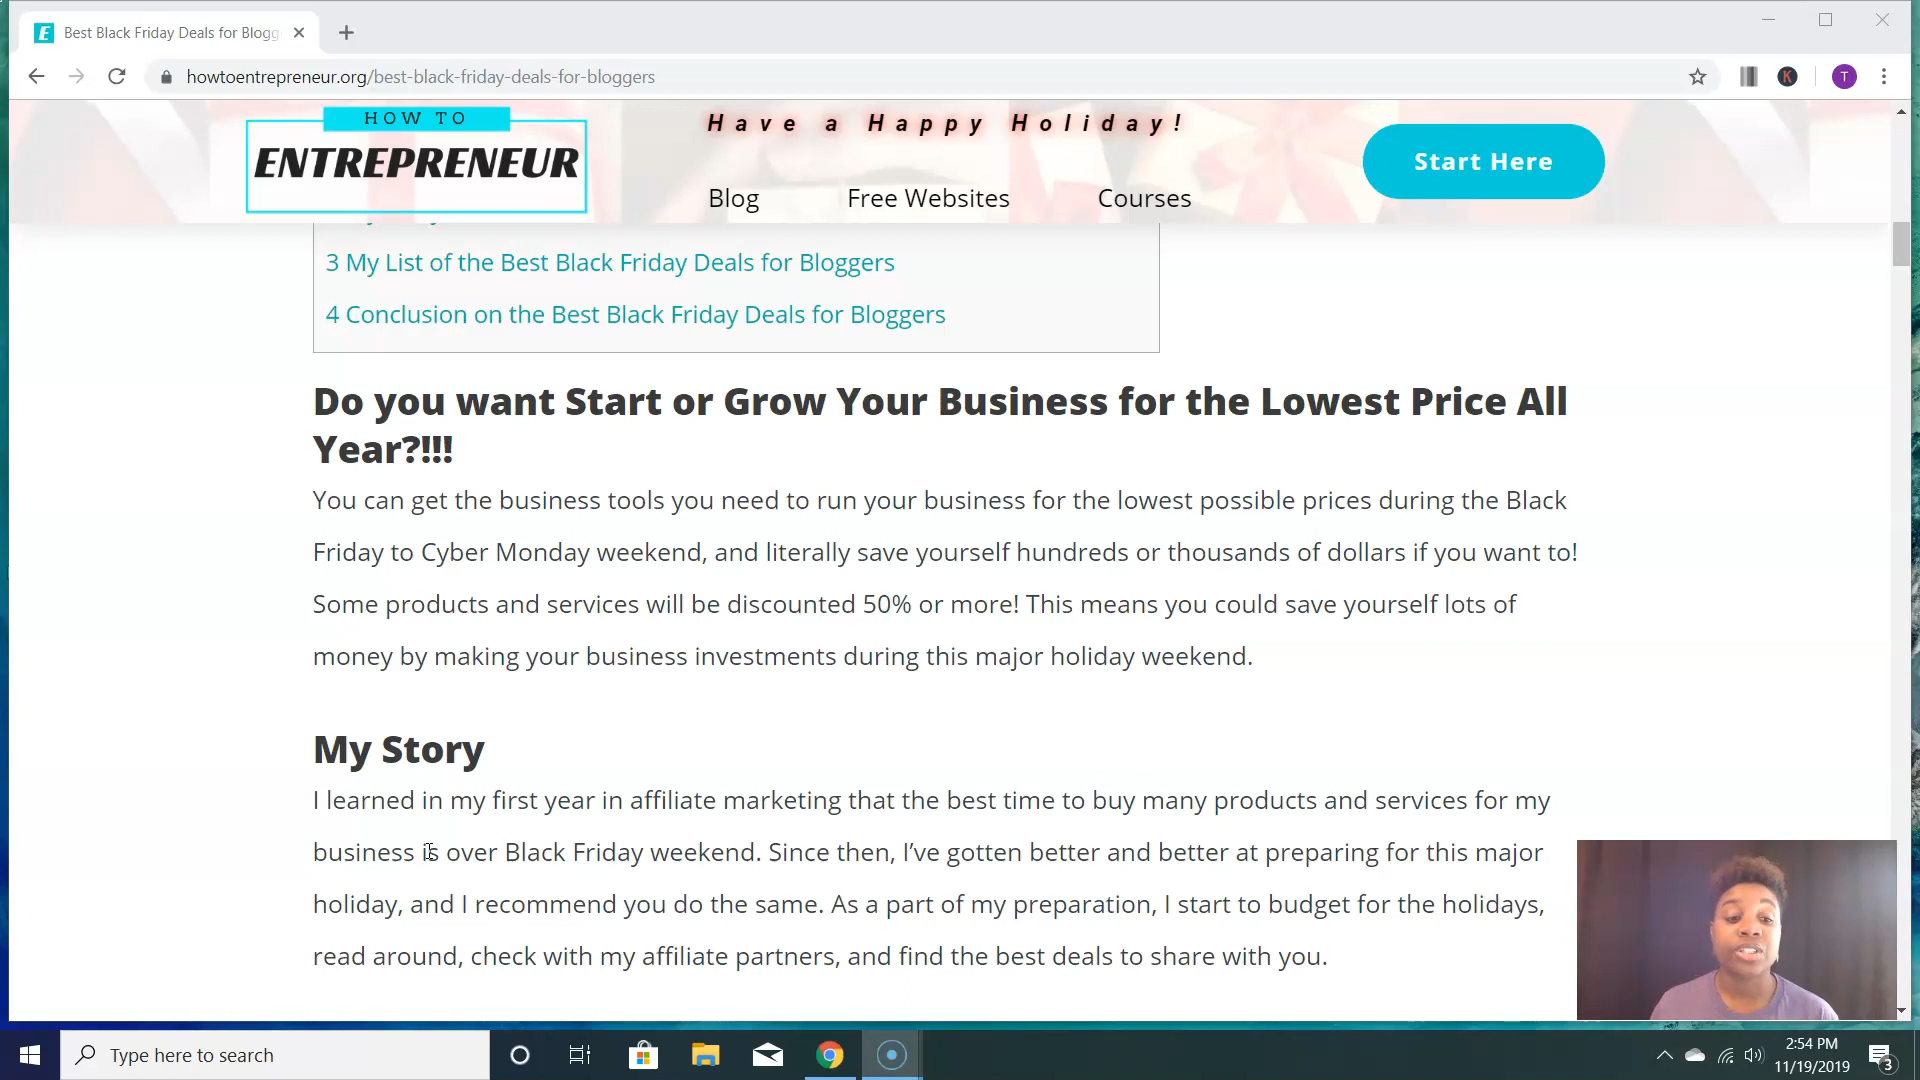 Best Black Friday Deals for Blogg
howtoentrepreneur.org/best-black-friday-deals-for-bloggers
K
T
HOW TO
ENTREPRENEUR
Have a Happy Holiday!
Blog
Free Websites
Courses
Start Here
3 My List of the Best Black Friday Deals for Bloggers
4 Conclusion on the Best Black Friday Deals for Bloggers
Do you want Start or Grow Your Business for the Lowest Price All
Year?!!!
You can get the business tools you need to run your business for the lowest possible prices during the Black
Friday to Cyber Monday weekend, and literally save yourself hundreds or thousands of dollars if you want to!
Some products and services will be discounted 50% or more! This means you could save yourself lots of
money by making your business investments during this major holiday weekend.
My Story
I learned in my first year in affiliate marketing that the best time to buy many products and services for my
business is over Black Friday weekend. Since then, I’ve gotten better and better at preparing for this major
holiday, and I recommend you do the same. As a part of my preparation, I start to budget for the holidays,
read around, check with my affiliate partners, and find the best deals to share with you.
Type here to search
2:54 PM
11/19/2019
3